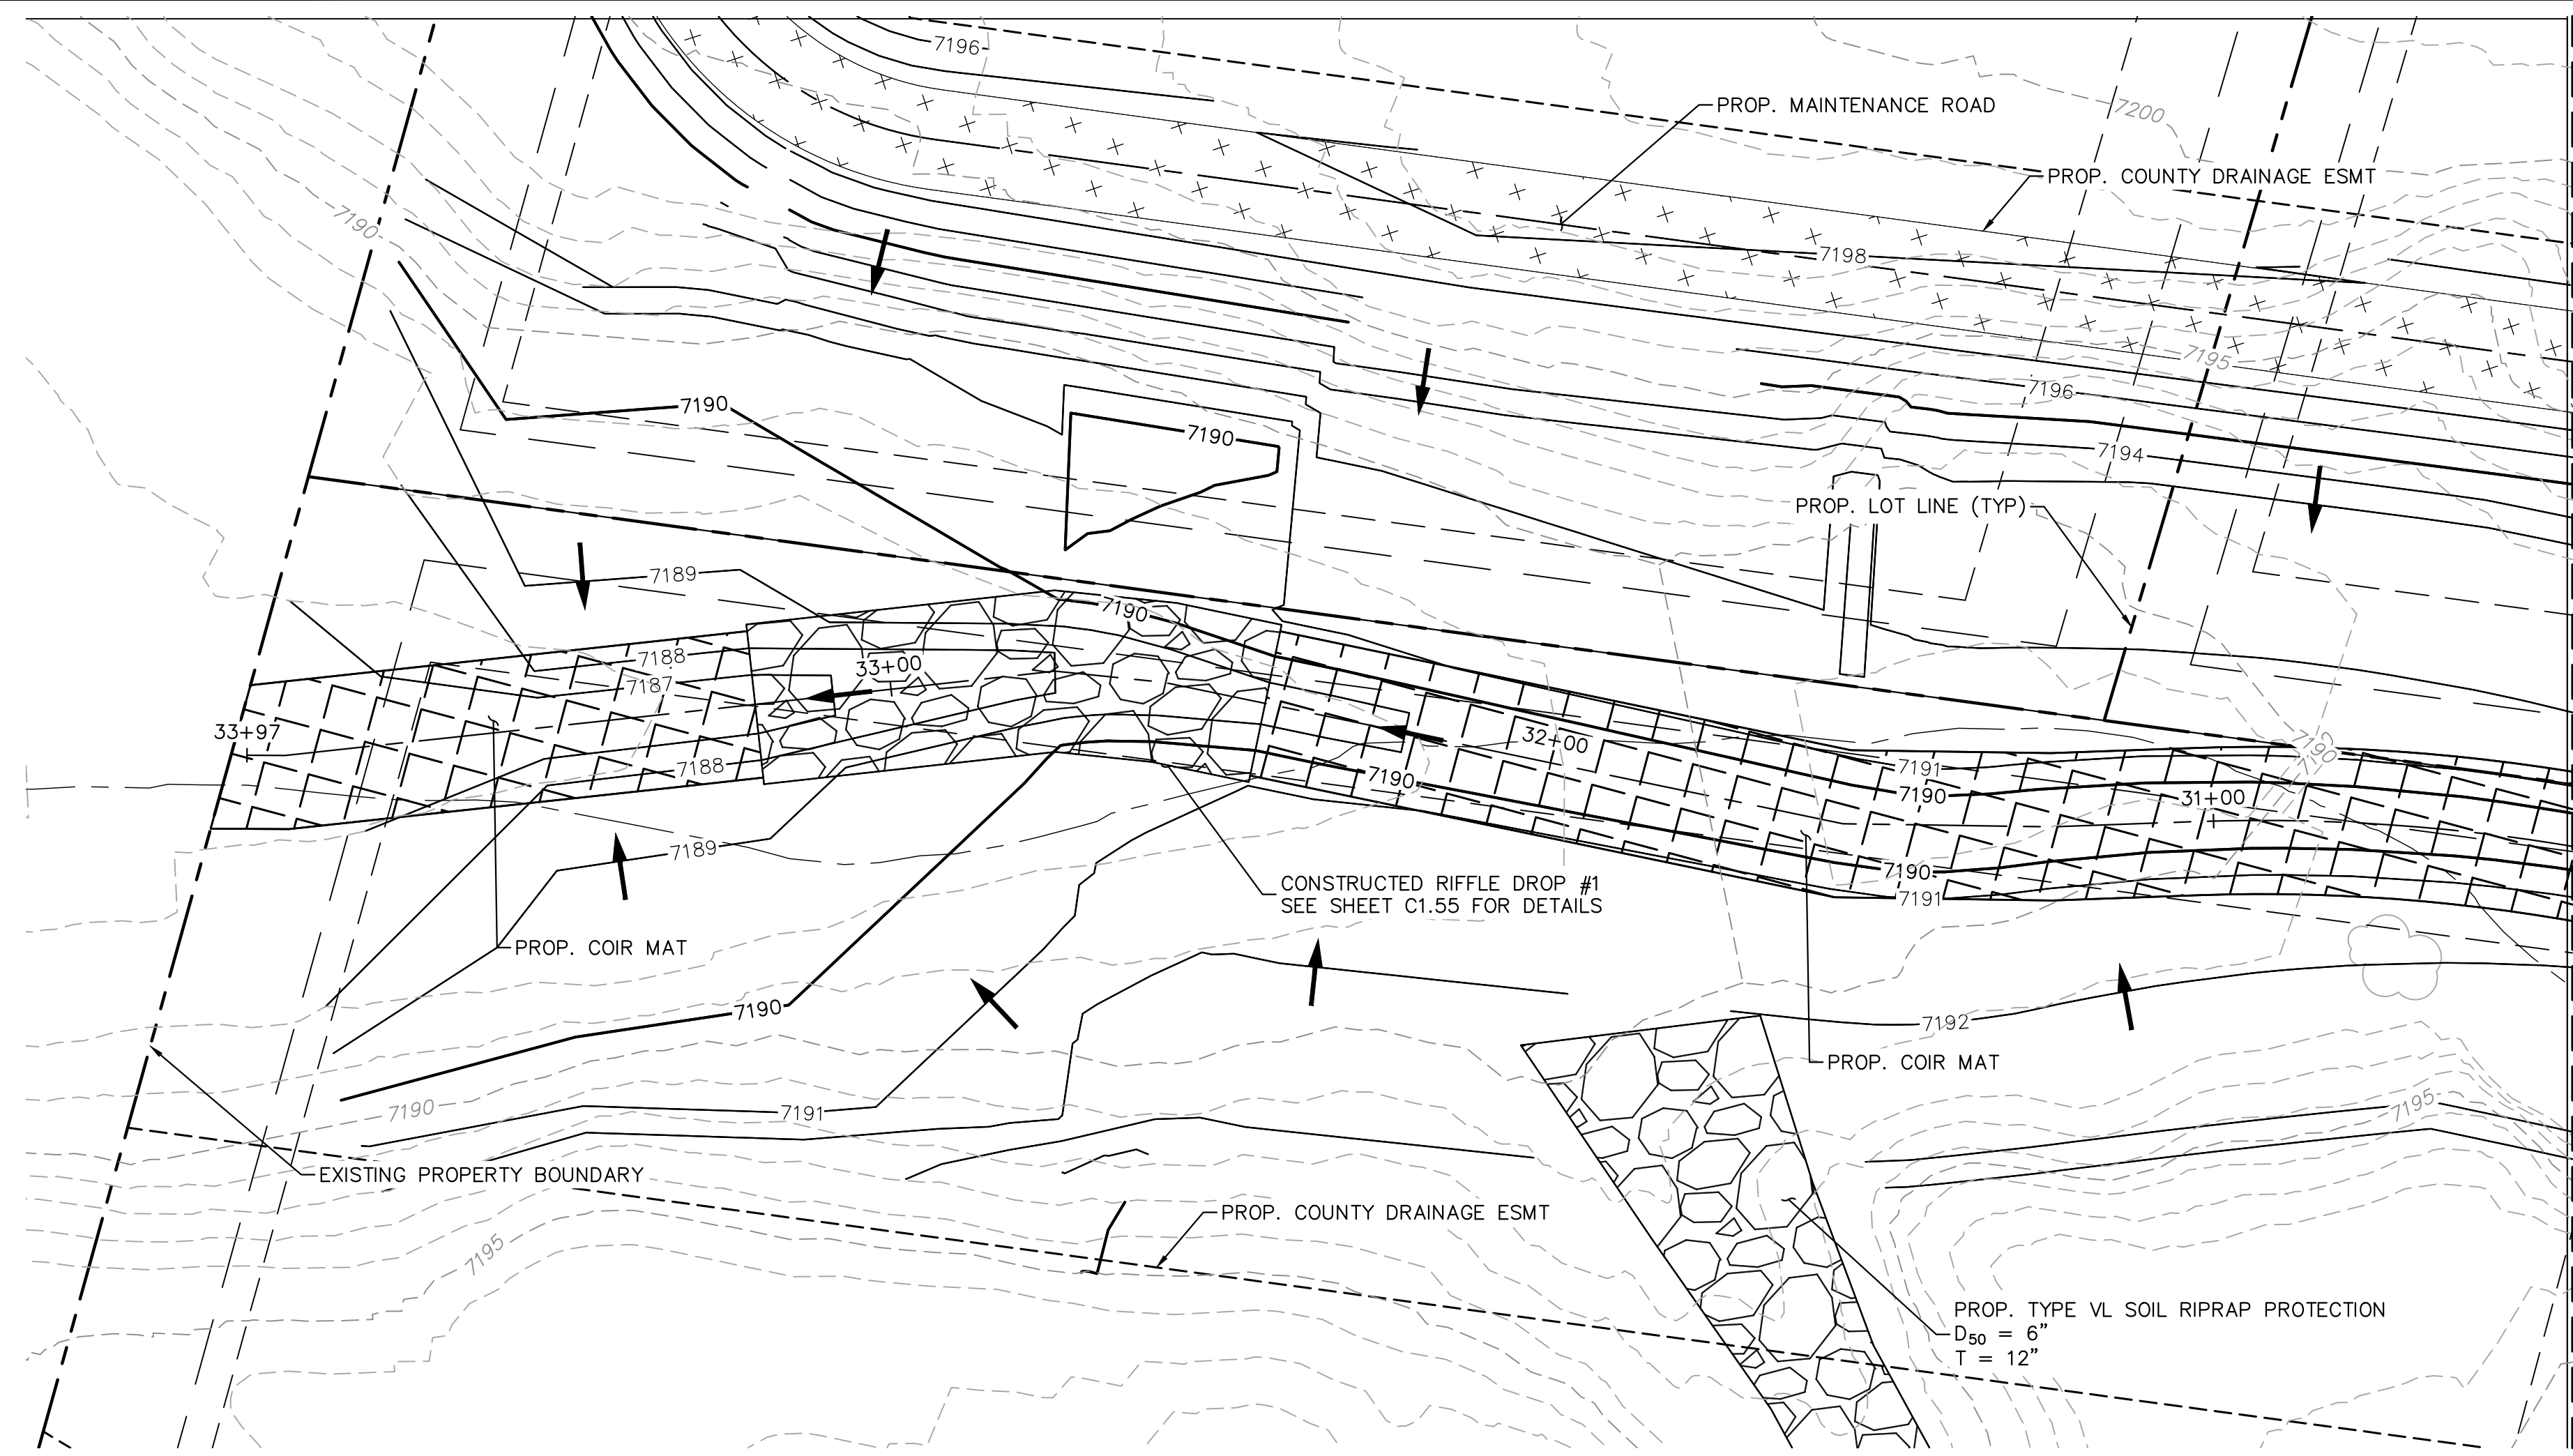 7196
PROP. MAINTENANCE ROAD
7200
PROP. COUNTY DRAINAGE ESMT
7190
7198
7195
7196
7190
7190
7194
PROP. LOT LINE (TYP)
7189
7190
7188
33+00
7187
33+97
32+00
7190
7188
7191
7190
7190
31+00
7189
7190
7191
CONSTRUCTED RIFFLE DROP #1
SEE SHEET C1.55 FOR DETAILS
PROP. COIR MAT
7190
7192
PROP. COIR MAT
7190
7191
7195
EXISTING PROPERTY BOUNDARY
PROP. COUNTY DRAINAGE ESMT
7195
PROP. TYPE VL SOIL RIPRAP PROTECTION
D50 = 6"
T = 12"